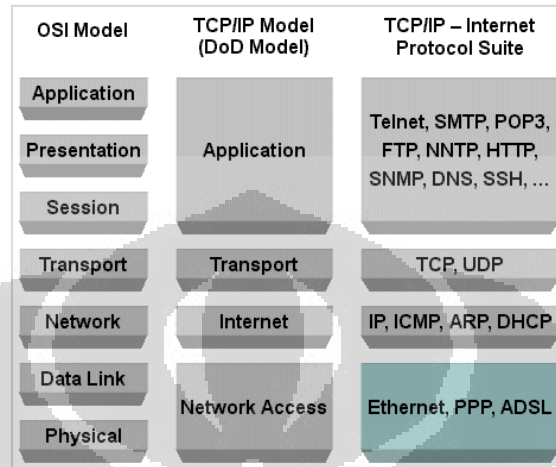 OSI Model
TCP/IP Model
(DoD Model)
TCP/IP – Internet
Protocol Suite
Application
Presentation
Session
Application
Telnet, SMTP, POP3,
FTP, NNTP, HTTP,
SNMP, DNS, SSH, ...
Transport
Transport
TCP, UDP
Network
Internet
IP, ICMP, ARP, DHCP
Data Link
Physical
Network Access
Ethernet, PPP, ADSL